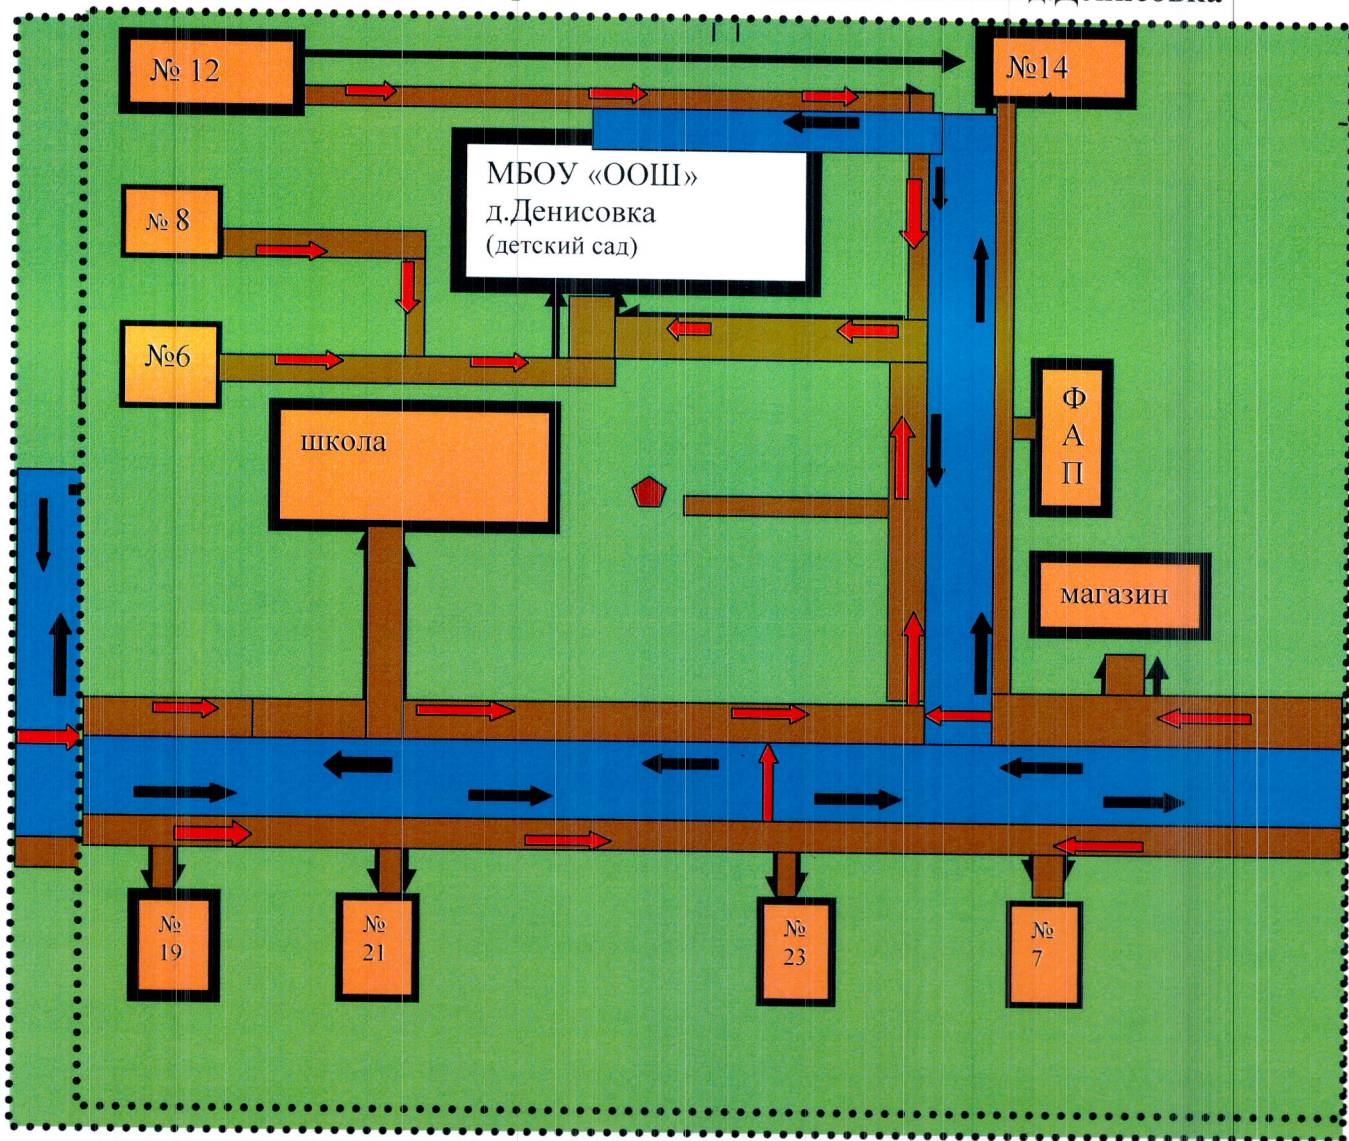 д.Денисовка
№ 12
№14
МБОУ «ООШ»
д.Денисовка
(детский сад)
№ 8
№6
школа
Ф
А
П
магазин
№
19
№
21
№
23
№
7